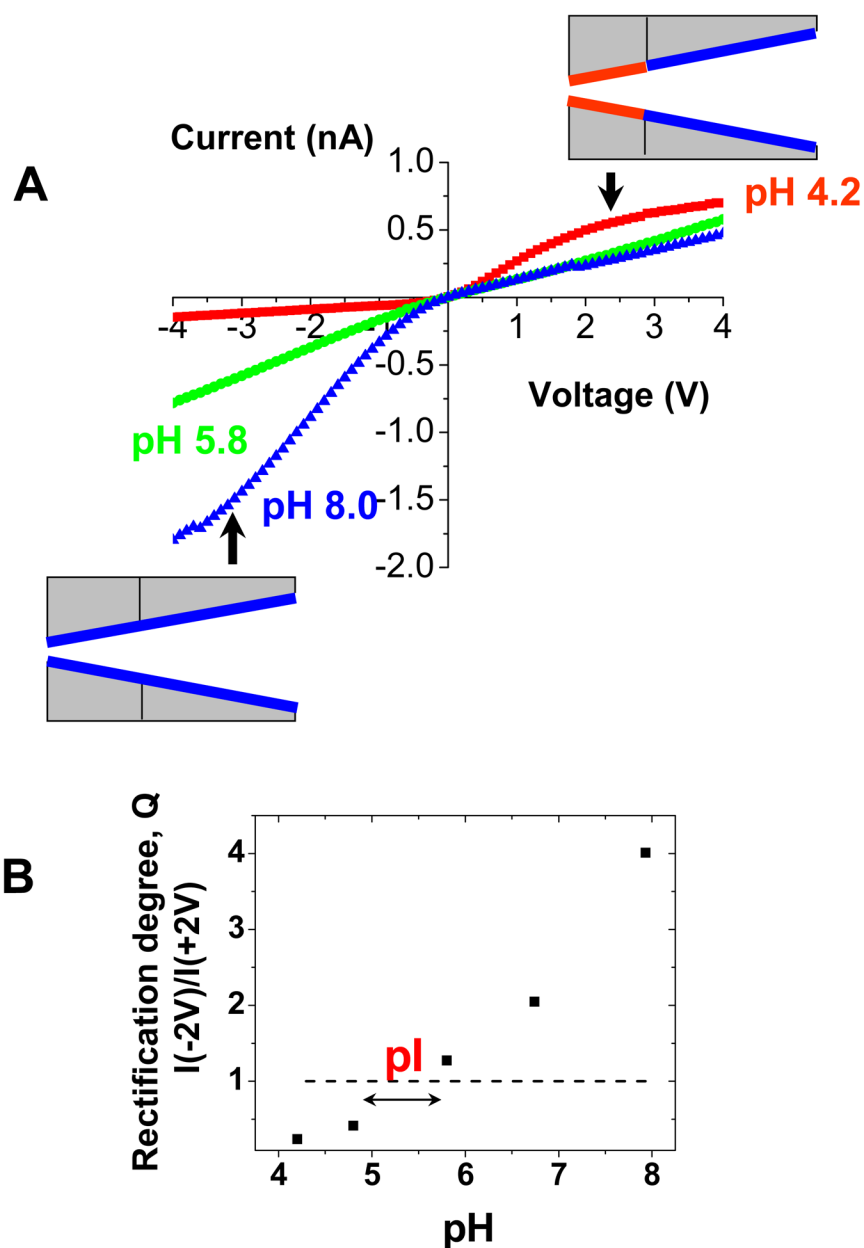 A
Current (nA)
1.0
pH 4.2
0.5
-4 -3 -2 1 2 3 4
-0.5
Voltage (V)
pH 5.8
-1.0
pH 8.0
-1.5
-2.0
B
Rectification degree, Q
I(-2V)/I(+2V)
4
3
2
pI
1
4 5 6 7 8
pH